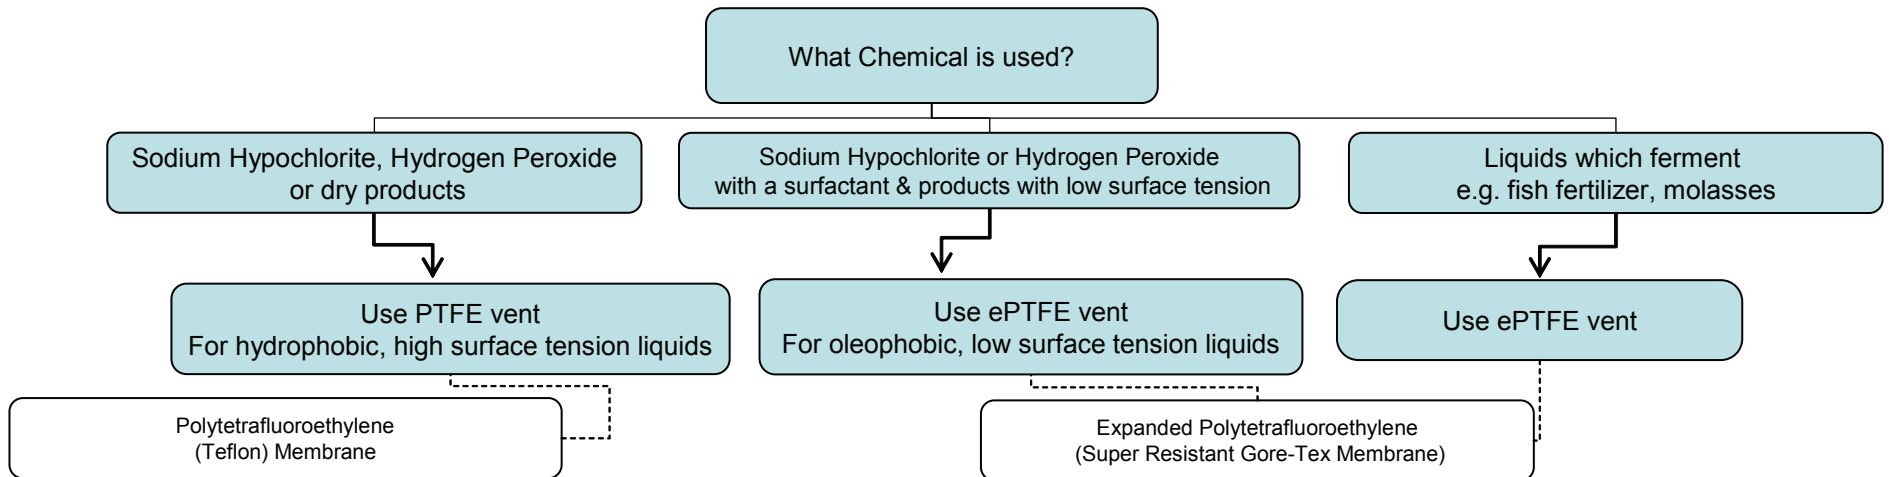 What Chemical is used?
Sodium Hypochlorite, Hydrogen Peroxide
or dry products
Sodium Hypochlorite or Hydrogen Peroxide
with a surfactant & products with low surface tension
Liquids which ferment
e.g. fish fertilizer, molasses
Use PTFE vent
For hydrophobic, high surface tension liquids
Use ePTFE vent
For oleophobic, low surface tension liquids
Use ePTFE vent
Polytetrafluoroethylene
(Teflon) Membrane
Expanded Polytetrafluoroethylene
(Super Resistant Gore-Tex Membrane)